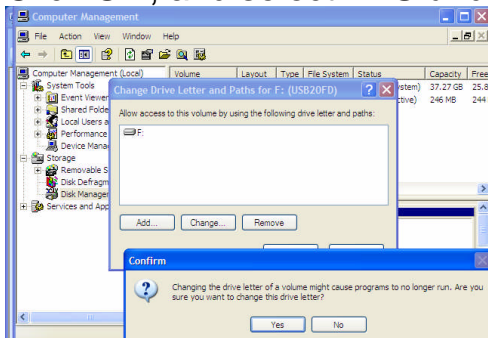 Computer Management
File Action View Window Help
Computer Management (Local)
Volume Layout Type File System Status Capacity Free
System Tools
Event Viewer
Shared Folde
Local Users a
Performance
Device Mana
Storage
Removable S
Disk Defragm
Disk Manager
Services and App
ystem) 37.27 GB 25.8
ctive) 246 MB 244
Change Drive Letter and Paths for F: (USB20FD)
Allow access to this volume by using the following drive letter and paths:
F:
Add... Change... Remove
Confirm
Changing the drive letter of a volume might cause programs to no longer run. Are you
sure you want to change this drive letter?
Yes No